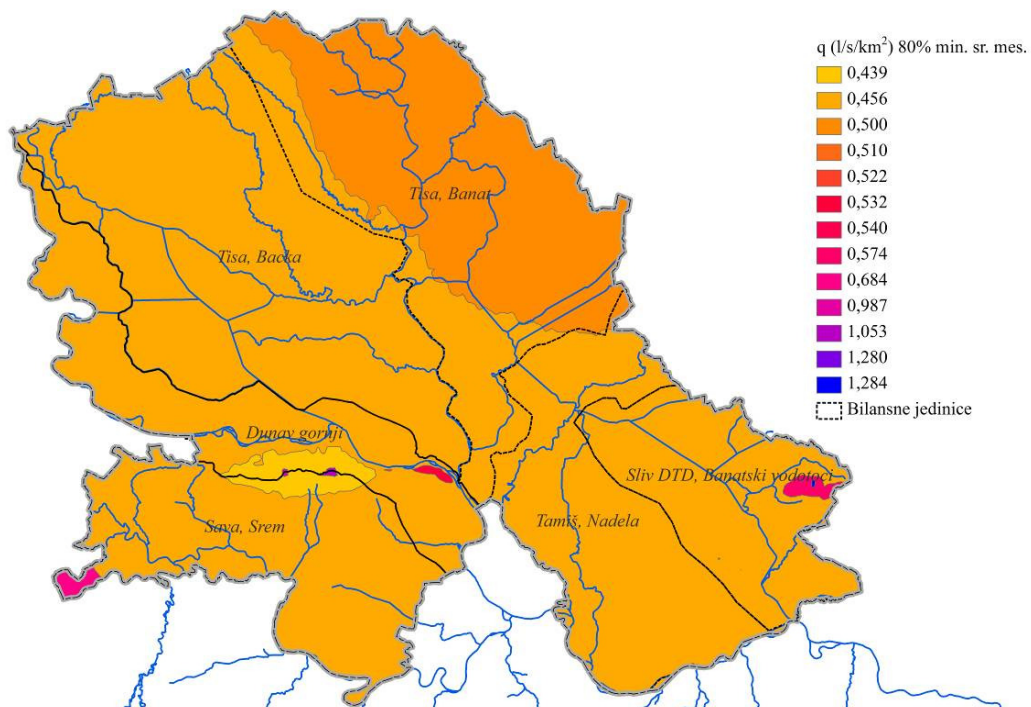 q (l/s/km²) 80% min. sr. mes.
0,439
0,456
0,500
0,510
0,522
0,532
0,540
0,574
0,684
0,987
1,053
1,280
1,284
Bilansne jedinice
Tisa, Banat
Tisa, Bačka
Dunav gornji
Sliv DTD, Banatski vodotoci
Sava, Srem
Tamiš, Nadela